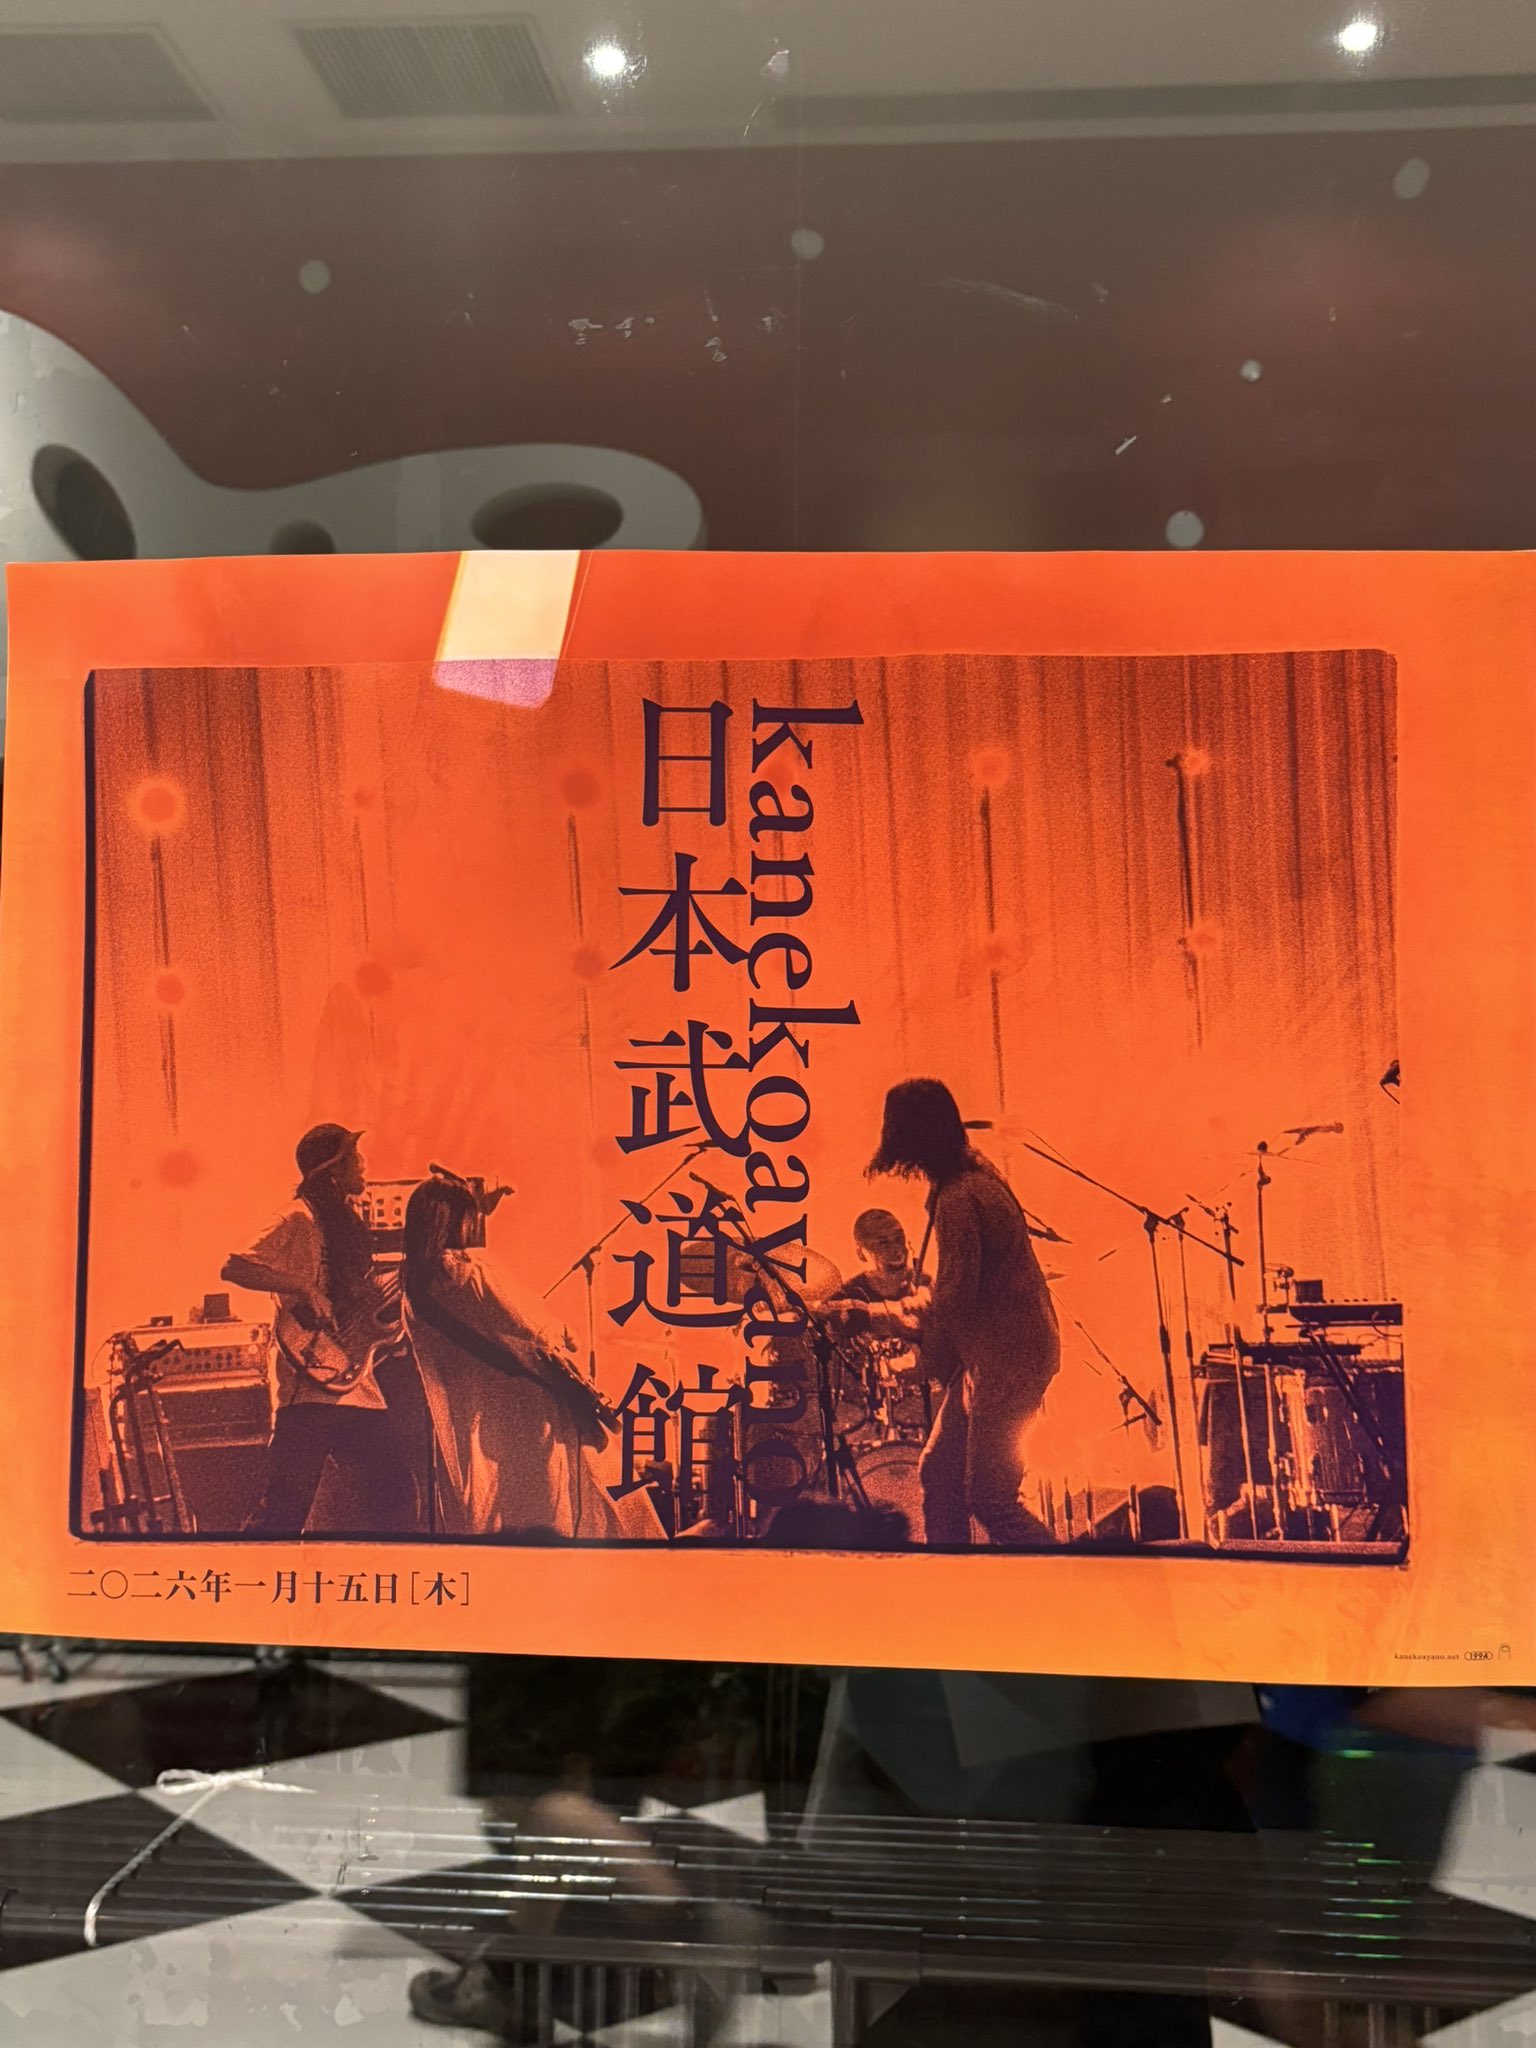 kanekoayano
日本武道館
二〇二六年一月十五日［木］
kanekoayano.net 1994